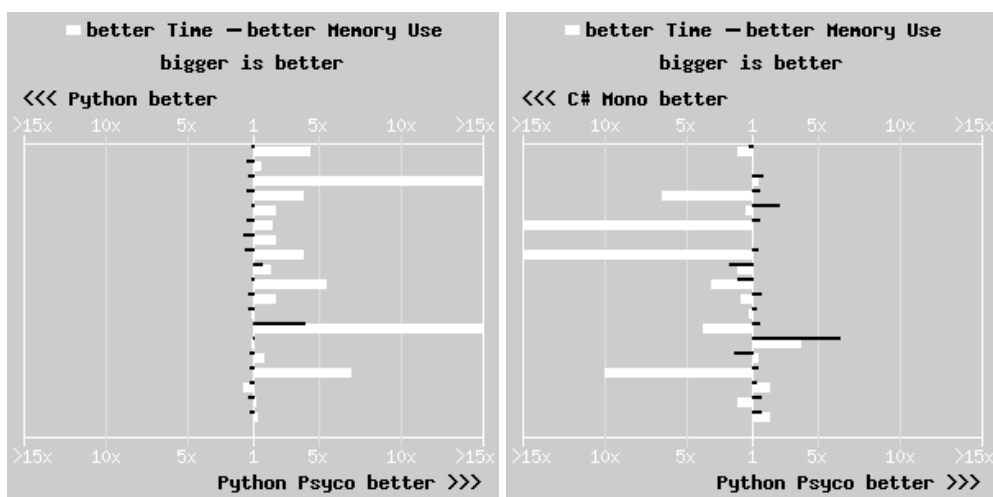 better Time better Memory Use
bigger is better
<<< Python better
>15x 10x 5x 1 5x 10x >15x
>15x 10x 5x 1 5x 10x >15x
Python Psyco better >>>
better Time better Memory Use
bigger is better
<<< C# Mono better
>15x 10x 5x 1 5x 10x >15x
>15x 10x 5x 1 5x 10x >15x
Python Psyco better >>>